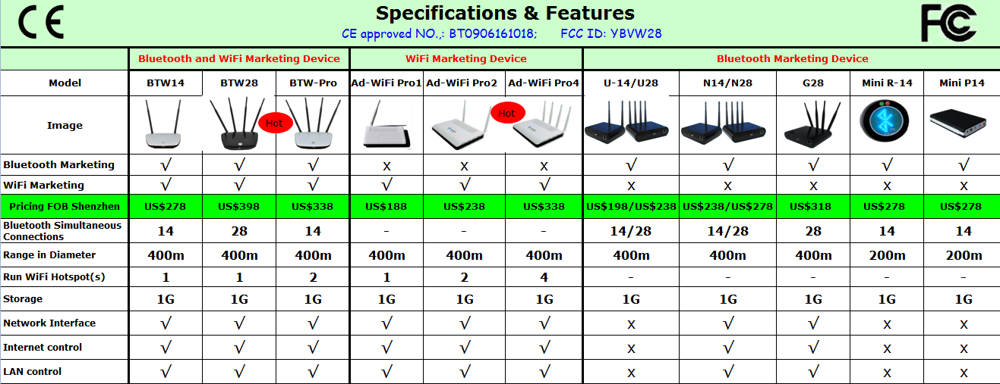 CE
Specifications & Features
FC
CE approved NO.,: BT0906161018; FCC ID: YBVW28
Bluetooth and WiFi Marketing Device WiFi Marketing Device Bluetooth Marketing Device
Model BTW14 BTW28 BTW-Pro Ad-WiFi Pro1 Ad-WiFi Pro2 Ad-WiFi Pro4 U-14/U28 N14/N28 G28 Mini R-14 Mini P14
Image Hot Hot
Bluetooth Marketing √ √ √ x x x √ √ √ √ √
WiFi Marketing √ √ √ √ √ √ x x x x x
Pricing FOB Shenzhen US$278 US$398 US$338 US$188 US$238 US$338 US$198/US$238 US$238/US$278 US$318 US$278 US$278
Bluetooth Simultaneous
Connections 14 28 14 - - - 14/28 14/28 28 14 14
Range in Diameter 400m 400m 400m 400m 400m 400m 400m 400m 400m 200m 200m
Run WiFi Hotspot(s) 1 1 2 1 2 4 - - - - -
Storage 1G 1G 1G 1G 1G 1G 1G 1G 1G 1G 1G
Network Interface √ √ √ √ √ √ x √ √ x x
Internet control √ √ √ √ √ √ x √ √ x x
LAN control √ √ √ √ √ √ x √ √ x x